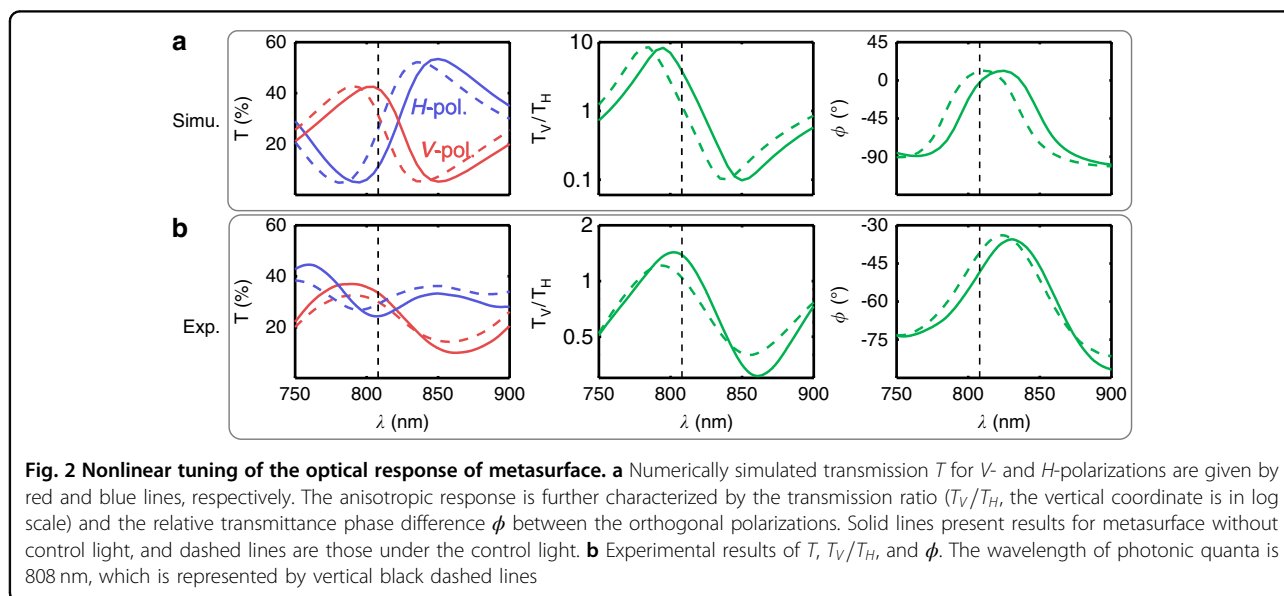 a
60
40
20
T (%)
H-pol.
V-pol.
10
1
0.1
T_V/T_H
45
0
-45
-90
ϕ (°)
Simu.
b
60
40
20
T (%)
2
1
0.5
T_V/T_H
-30
-45
-60
-75
ϕ (°)
Exp.
750 800 850 900
λ (nm)
750 800 850 900
λ (nm)
750 800 850 900
λ (nm)
Fig. 2 Nonlinear tuning of the optical response of metasurface. a Numerically simulated transmission T for V- and H-polarizations are given by
red and blue lines, respectively. The anisotropic response is further characterized by the transmission ratio (T_V/T_H, the vertical coordinate is in log
scale) and the relative transmittance phase difference ϕ between the orthogonal polarizations. Solid lines present results for metasurface without
control light, and dashed lines are those under the control light. b Experimental results of T, T_V/T_H, and ϕ. The wavelength of photonic quanta is
808 nm, which is represented by vertical black dashed lines